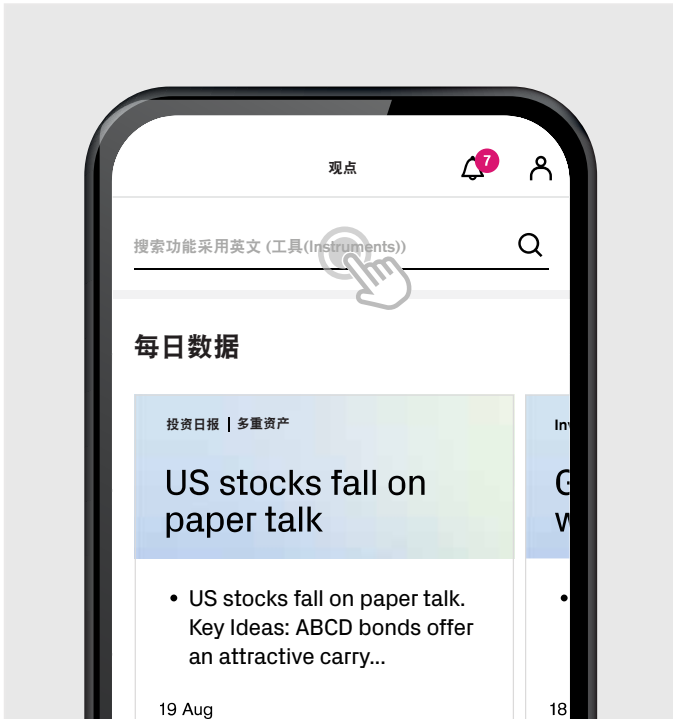 观点
7
搜索功能采用英文 (工具(Instruments))
每日数据
投资日报 | 多重资产
US stocks fall on
paper talk
• US stocks fall on paper talk.
Key Ideas: ABCD bonds offer
an attractive carry...
19 Aug
18